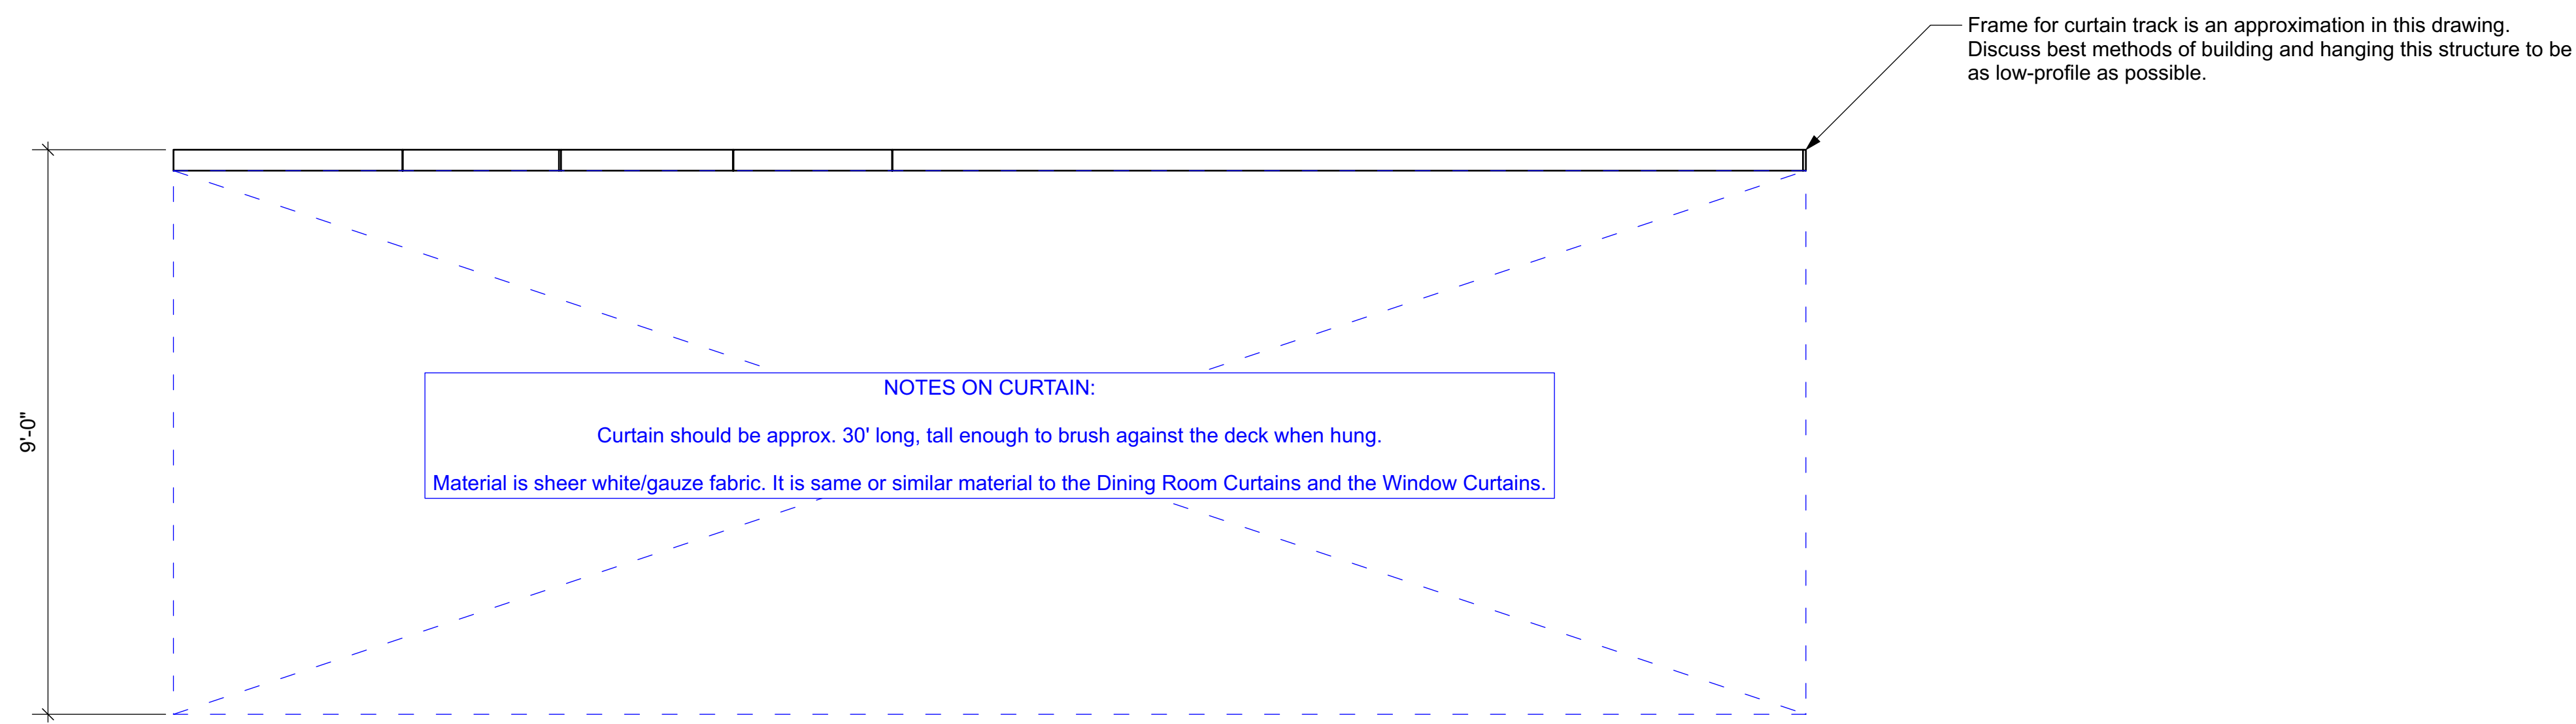 Frame for curtain track is an approximation in this drawing.
Discuss best methods of building and hanging this structure to be
as low-profile as possible.
9'-0"
NOTES ON CURTAIN:
Curtain should be approx. 30' long, tall enough to brush against the deck when hung.
Material is sheer white/gauze fabric. It is same or similar material to the Dining Room Curtains and the Window Curtains.